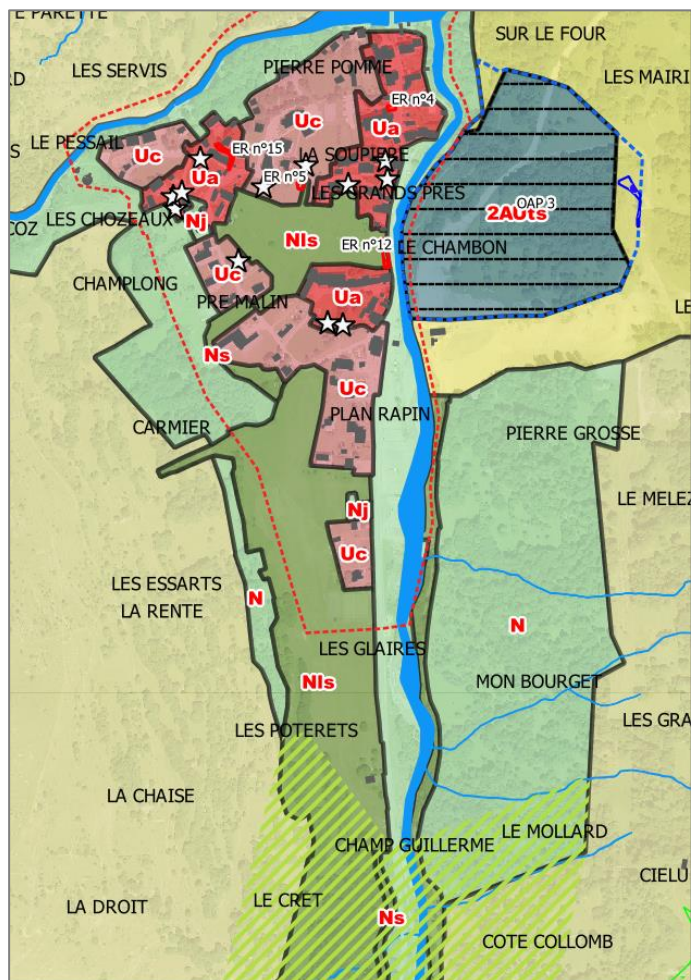 E PARETTE
SUR LE FOUR
LES SERVIS
PIERRE POMME
LES MAIRI
RD
ER n°4
Uc
Ua
LE PESSAIL
ER n°15
S
Uc
LA SOUPIERE
Ua
ER n°5
LES GRANDS PRES
OAP 3
2AUts
COZ
LES CHOZEAUX
Nj
Nls
ER n°12
LE CHAMBON
Uc
CHAMPLONG
PRE MALIN
Ua
LE
Ns
Uc
PLAN RAPIN
CARMIER
PIERRE GROSSE
LE MELEZ
Nj
Uc
LES ESSARTS
N
LA RENTE
N
LES GLAIRES
Nls
MON BOURGET
LES GRA
LES POTERETS
LA CHAISE
LE MOLLARD
CHAMP GUILLERME
CIELU
LE CRET
LA DROIT
Ns
COTE COLLOMB